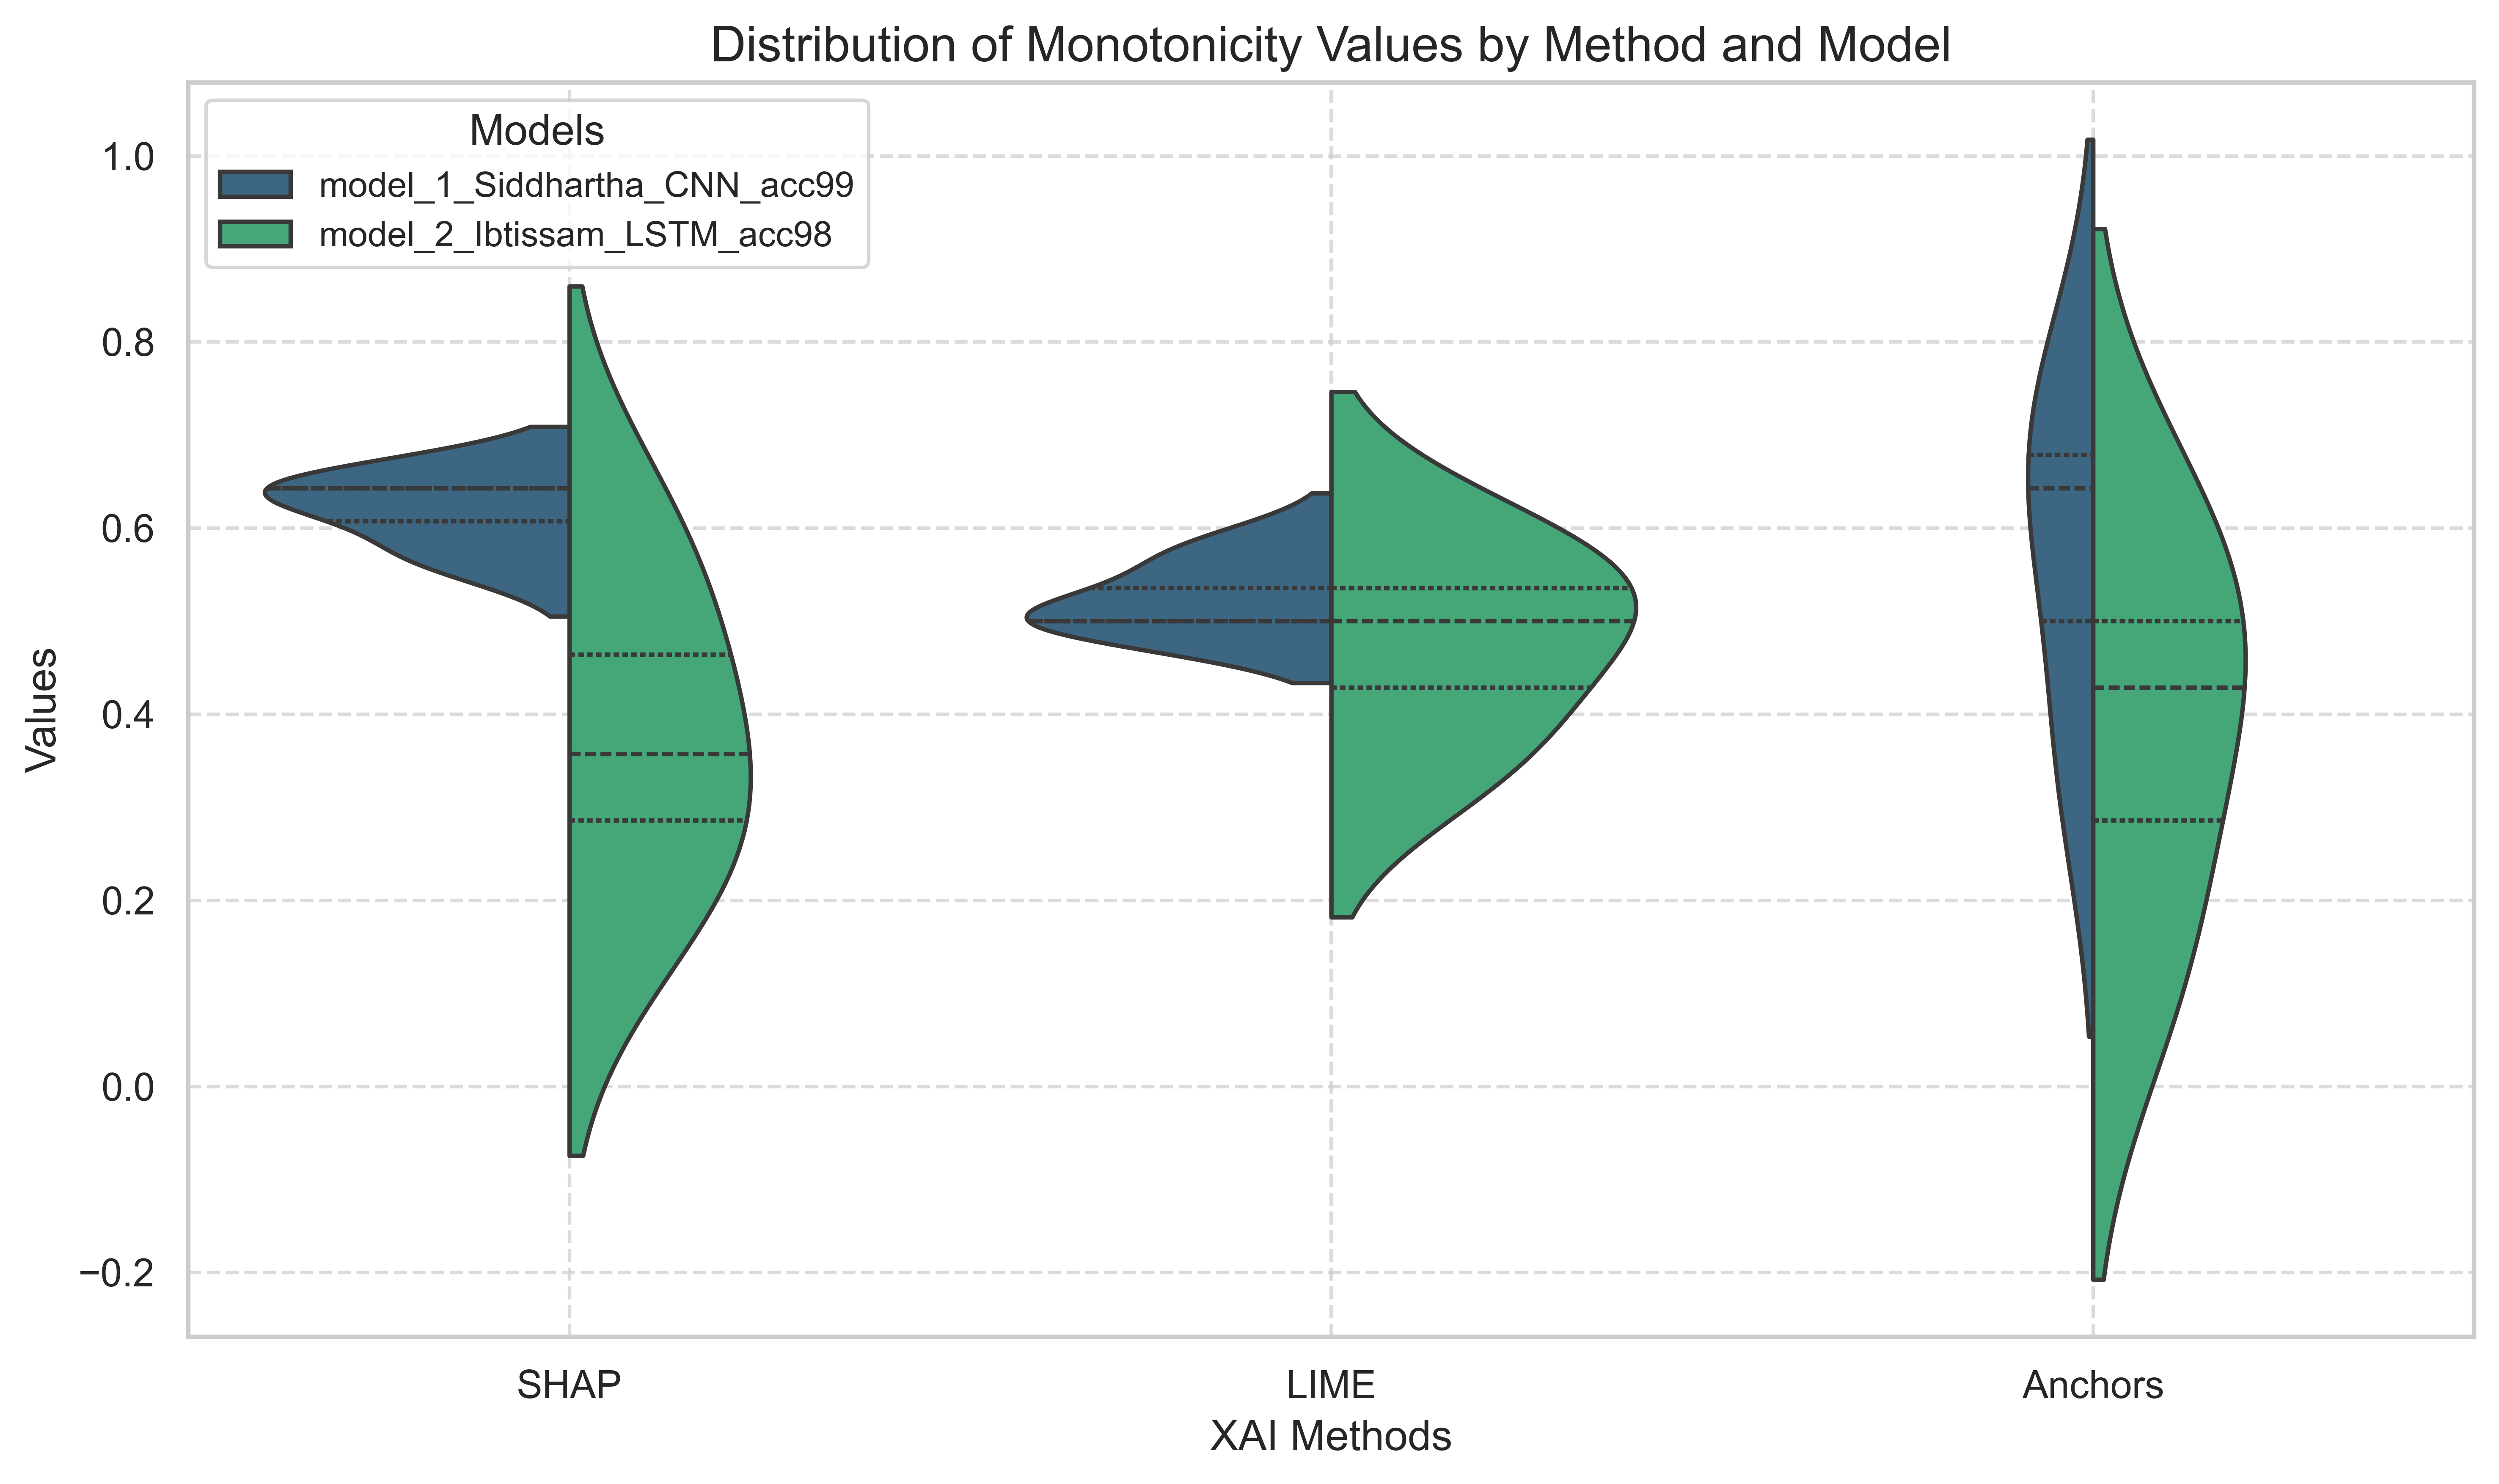 Distribution of Monotonicity Values by Method and Model
Models
model_1_Siddhartha_CNN_acc99
model_2_Ibtissam_LSTM_acc98
Values
1.0
0.8
0.6
0.4
0.2
0.0
−0.2
SHAP
LIME
Anchors
XAI Methods